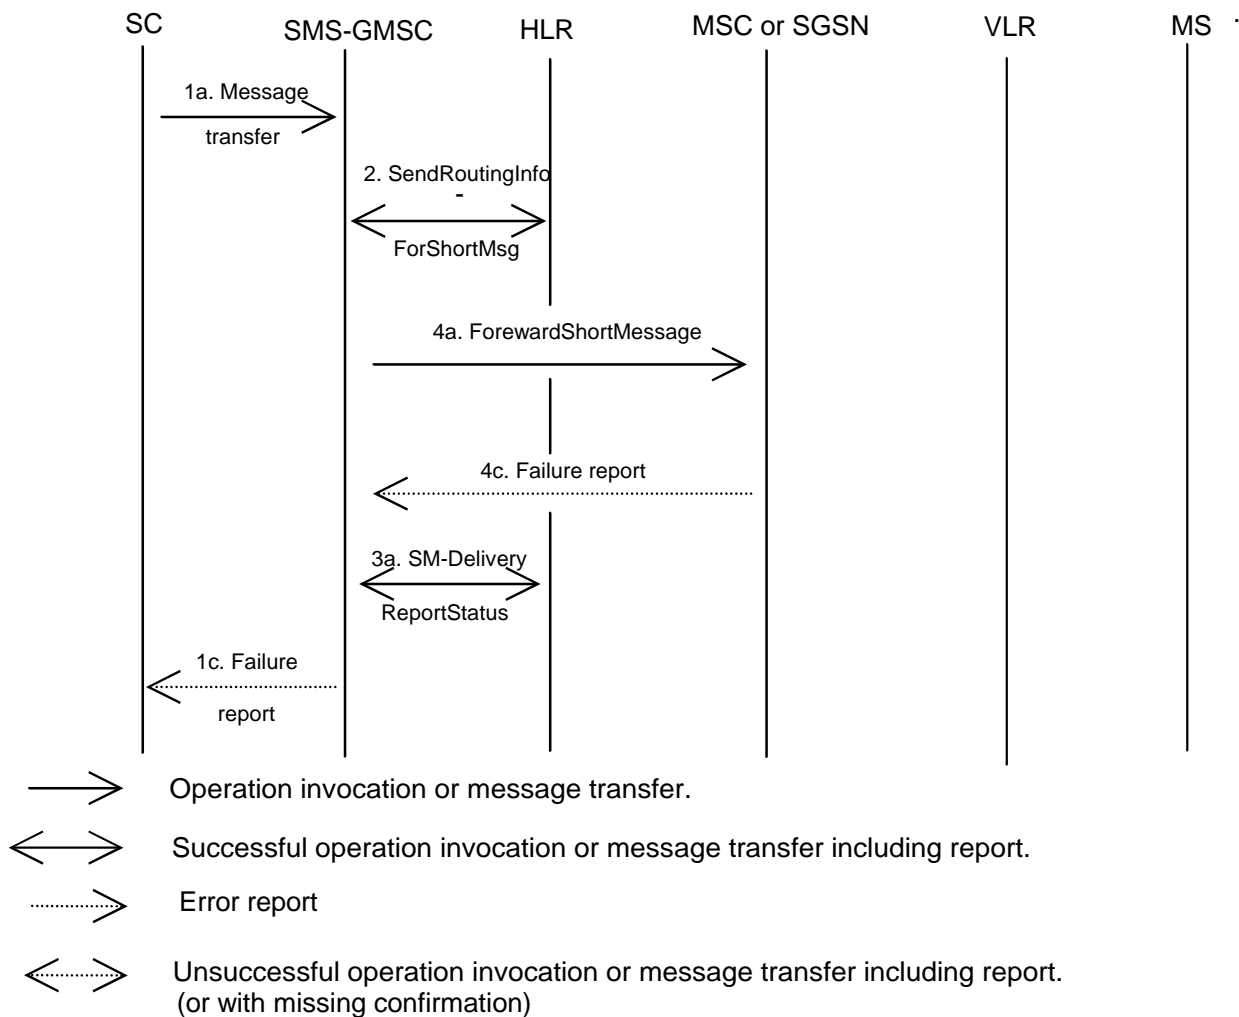 SC SMS-GMSC HLR MSC or SGSN VLR MS .
1a. Message
transfer
2. SendRoutingInfo
-
ForShortMsg
4a. ForewardShortMessage
4c. Failure report
3a. SM-Delivery
ReportStatus
1c. Failure
report
Operation invocation or message transfer.
Successful operation invocation or message transfer including report.
Error report
Unsuccessful operation invocation or message transfer including report.
(or with missing confirmation)